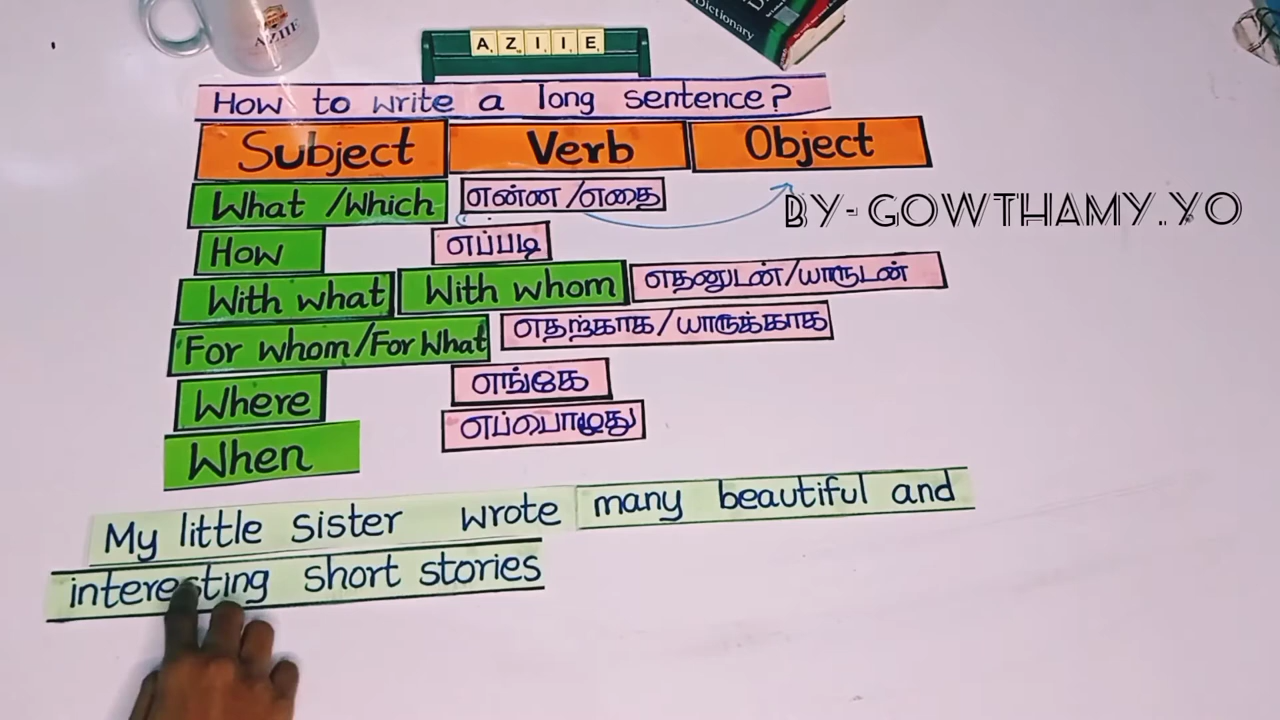 AZIIE
Dictionary
AZIIE
How to write a long sentence?
Subject Verb Object
What /Which என்ன /எதை
BY- GOWTHAMY.YO
How எப்படி
With what With whom எதனுடன்/யாருடன்
For whom/For What எதற்காக/யாருக்காக
Where எங்கே
When எப்பொழுது
My little sister wrote many beautiful and
interesting short stories